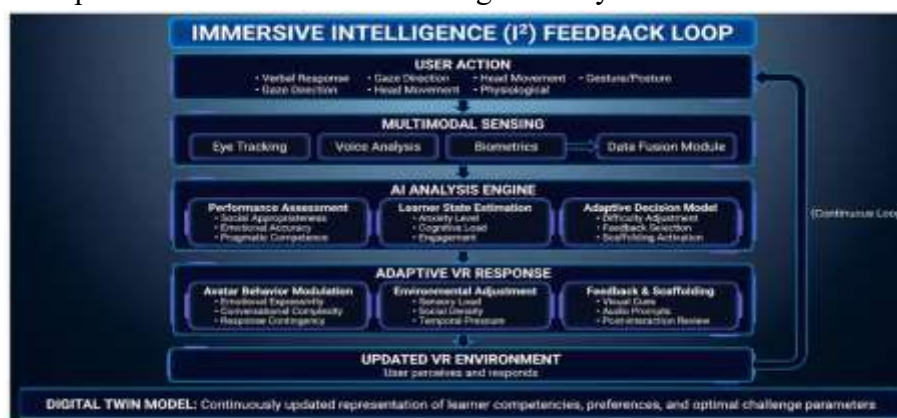 IMMERSIVE INTELLIGENCE (I²) FEEDBACK LOOP
USER ACTION
• Verbal Response • Gaze Direction • Head Movement • Gesture/Posture
• Gaze Direction • Head Movement • Physiological
MULTIMODAL SENSING
Eye Tracking Voice Analysis Biometrics Data Fusion Module
AI ANALYSIS ENGINE
Performance Assessment
• Social Appropriateness
• Emotional Accuracy
• Pragmatic Competence
Learner State Estimation
• Anxiety Level
• Cognitive Load
• Engagement
Adaptive Decision Model
• Difficulty Adjustment
• Feedback Selection
• Scaffolding Activation
(Continuous Loop
ADAPTIVE VR RESPONSE
Avatar Behavior Modulation
• Emotional Expressivity
• Conversational Complexity
• Response Contingency
Environmental Adjustment
• Sensory Load
• Social Density
• Temporal Pressure
Feedback & Scaffolding
• Visual Cues
• Audio Prompts
• Post-interaction Review
UPDATED VR ENVIRONMENT
User perceives and responds
DIGITAL TWIN MODEL: Continuously updated representation of learner competencies, preferences, and optimal challenge parameters